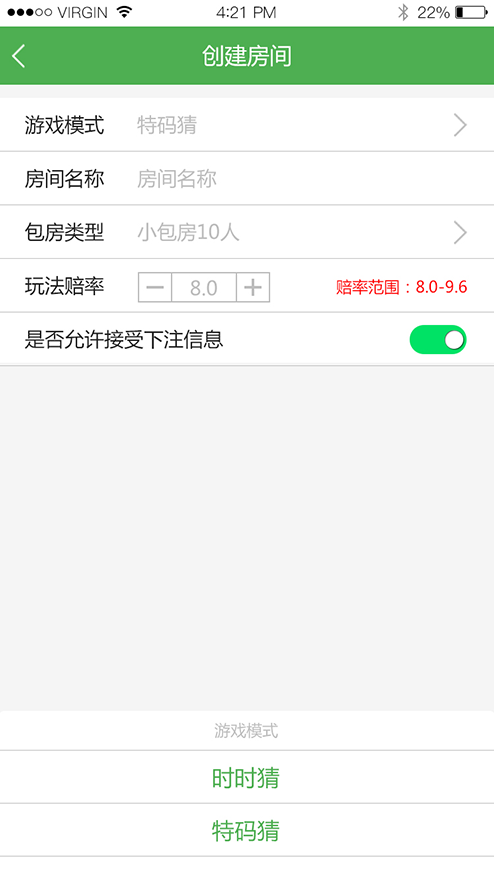 VIRGIN 4:21 PM 22%
创建房间
游戏模式 特码猜
房间名称 房间名称
包房类型 小包房10人
玩法赔率 8.0 赔率范围：8.0-9.6
是否允许接受下注信息
游戏模式
时时猜
特码猜